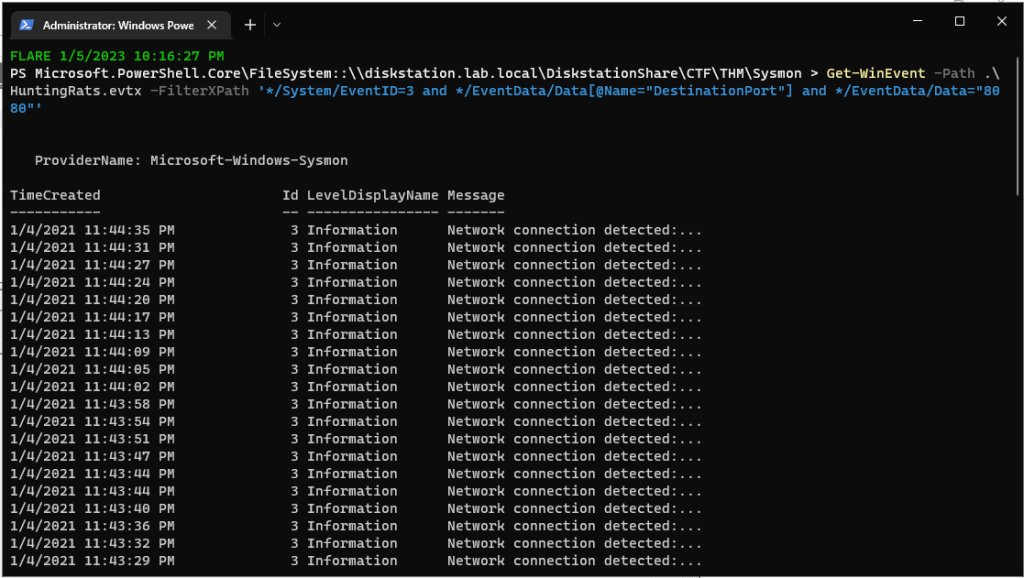 Administrator: Windows Powe
FLARE 1/5/2023 10:16:27 PM
PS Microsoft.PowerShell.Core\FileSystem::\\diskstation.lab.local\DiskstationShare\CTF\THM\Sysmon > Get-WinEvent -Path .\
HuntingRats.evtx -FilterXPath '*/System/EventID=3 and */EventData/Data[@Name="DestinationPort"] and */EventData/Data="80
80"'
ProviderName: Microsoft-Windows-Sysmon
TimeCreated Id LevelDisplayName Message
----------- -- ---------------- -------
1/4/2021 11:44:35 PM 3 Information Network connection detected:...
1/4/2021 11:44:31 PM 3 Information Network connection detected:...
1/4/2021 11:44:27 PM 3 Information Network connection detected:...
1/4/2021 11:44:24 PM 3 Information Network connection detected:...
1/4/2021 11:44:20 PM 3 Information Network connection detected:...
1/4/2021 11:44:17 PM 3 Information Network connection detected:...
1/4/2021 11:44:13 PM 3 Information Network connection detected:...
1/4/2021 11:44:09 PM 3 Information Network connection detected:...
1/4/2021 11:44:05 PM 3 Information Network connection detected:...
1/4/2021 11:44:02 PM 3 Information Network connection detected:...
1/4/2021 11:43:58 PM 3 Information Network connection detected:...
1/4/2021 11:43:54 PM 3 Information Network connection detected:...
1/4/2021 11:43:51 PM 3 Information Network connection detected:...
1/4/2021 11:43:47 PM 3 Information Network connection detected:...
1/4/2021 11:43:44 PM 3 Information Network connection detected:...
1/4/2021 11:43:44 PM 3 Information Network connection detected:...
1/4/2021 11:43:40 PM 3 Information Network connection detected:...
1/4/2021 11:43:36 PM 3 Information Network connection detected:...
1/4/2021 11:43:32 PM 3 Information Network connection detected:...
1/4/2021 11:43:29 PM 3 Information Network connection detected:...